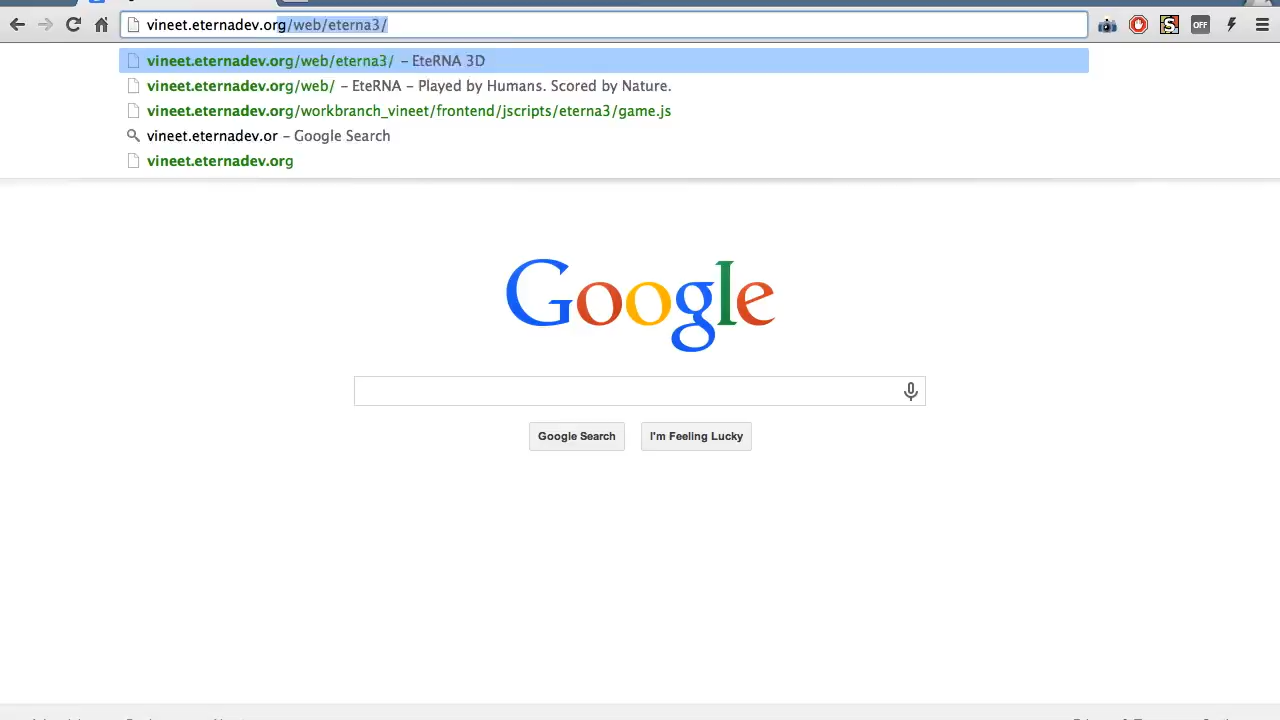 vineet.eternadev.org/web/eterna3/
OFF
vineet.eternadev.org/web/eterna3/ – EteRNA 3D
vineet.eternadev.org/web/ – EteRNA – Played by Humans. Scored by Nature.
vineet.eternadev.org/workbranch_vineet/frontend/jscripts/eterna3/game.js
vineet.eternadev.or – Google Search
vineet.eternadev.org
Google
Google Search
I'm Feeling Lucky